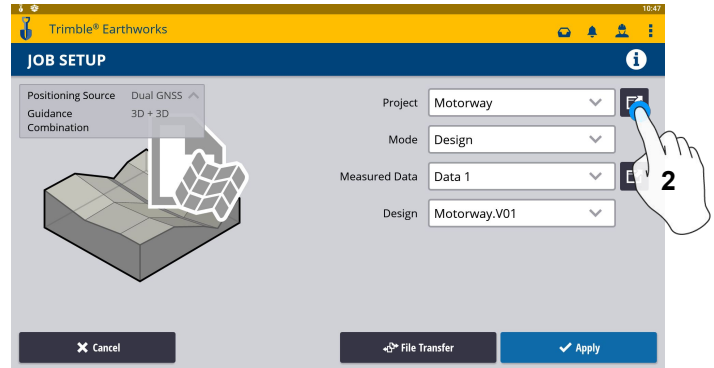 10:47
Trimble® Earthworks
JOB SETUP
Positioning Source Dual GNSS
Guidance Combination 3D + 3D
Project Motorway
Mode Design
Measured Data Data 1
Design Motorway.V01
2
Cancel
File Transfer
Apply